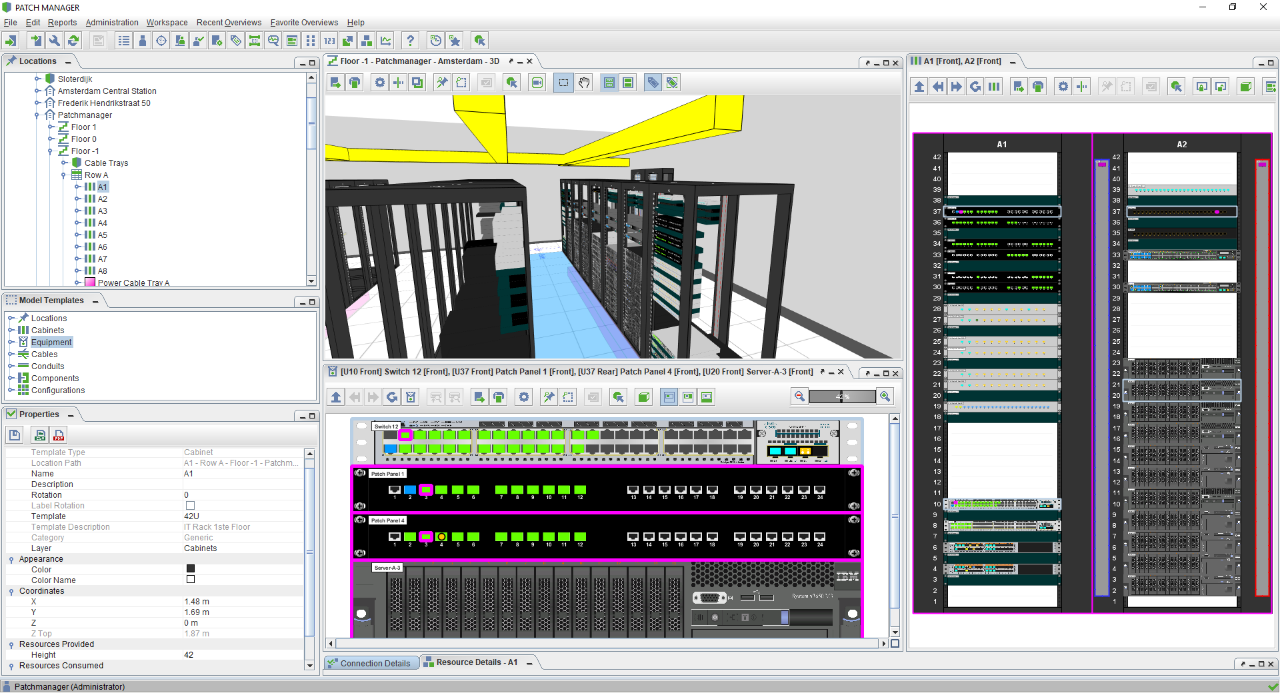 PATCH MANAGER
File Edit Reports Administration Workspace Recent Overviews Favorite Overviews Help
Locations
Sloterdijk
Amsterdam Central Station
Frederik Hendrikstraat 50
Patchmanager
Floor 1
Floor 0
Floor -1
Cable Trays
Row A
A1
A2
A3
A4
A5
A6
A7
A8
Power Cable Tray A
Model Templates
Locations
Cabinets
Equipment
Cables
Conduits
Components
Configurations
Properties
Template Type Cabinet
Location Path A1 - Row A - Floor -1 - Patchm...
Name A1
Description
Rotation 0
Label Rotation
Template 42U
Template Description IT Rack 1ste Floor
Category Generic
Layer Cabinets
Appearance
Color
Color Name
Coordinates
X 1.48 m
Y 1.69 m
Z 0 m
Z Top 1.87 m
Resources Provided
Height 42
Resources Consumed
Floor -1 - Patchmanager - Amsterdam - 3D
[U10 Front] Switch 12 [Front], [U37 Front] Patch Panel 1 [Front], [U37 Rear] Patch Panel 4 [Front], [U20 Front] Server-A-3 [Front]
42%
Switch 12
Patch Panel 1
1 2 3 4 5 6 7 8 9 10 11 12 13 14 15 16 17 18 19 20 21 22 23 24
Patch Panel 4
1 2 3 4 5 6 7 8 9 10 11 12 13 14 15 16 17 18 19 20 21 22 23 24
Server-A-3
IBM
Connection Details
Resource Details - A1
A1 [Front], A2 [Front]
A1 A2
42 42
41 41
40 40
39 39
38 38
37 37
36 36
35 35
34 34
33 33
32 32
31 31
30 30
29 29
28 28
27 27
26 26
25 25
24 24
23 23
22 22
21 21
20 20
19 19
18 18
17 17
16 16
15 15
14 14
13 13
12 12
11 11
10 10
9 9
8 8
7 7
6 6
5 5
4 4
3 3
2 2
1 1
Patchmanager (Administrator)